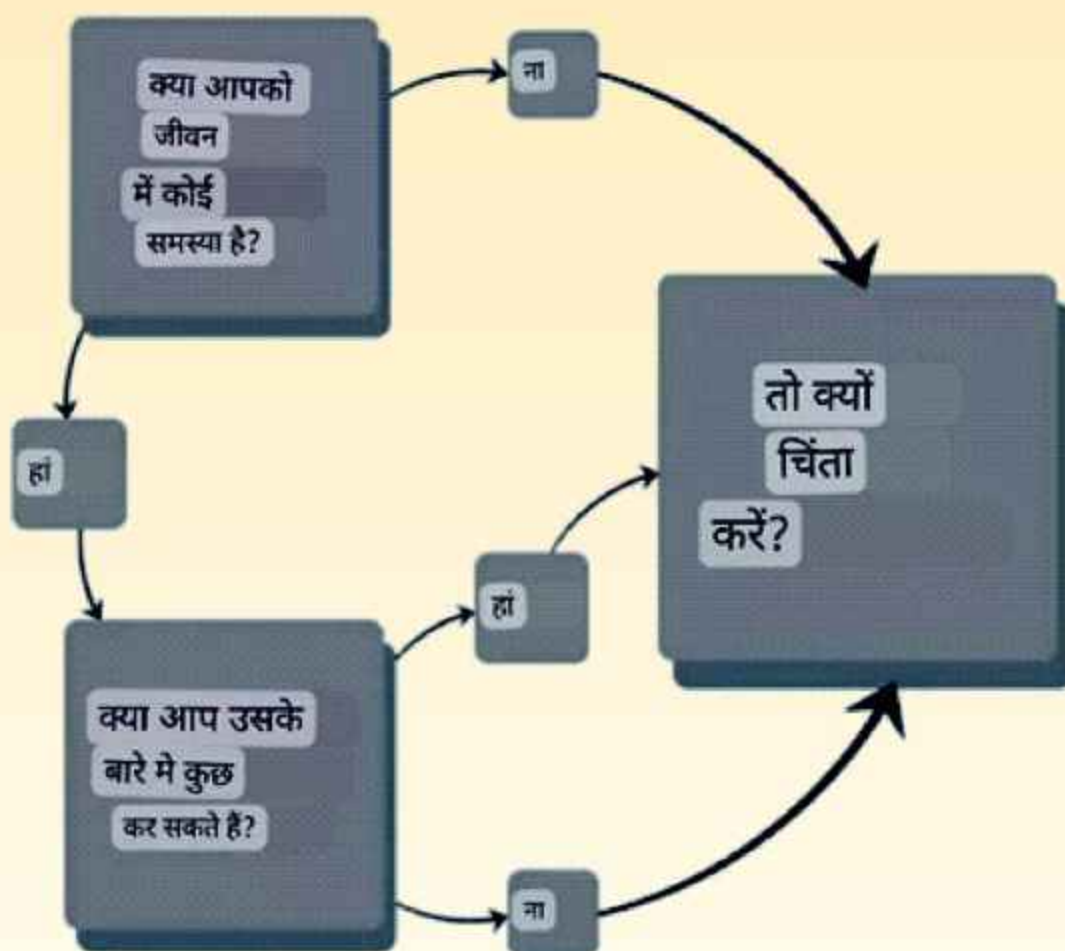 क्या आपको
जीवन
में कोई
समस्या है?
ना
हां
तो क्यों
चिंता
करें?
हां
क्या आप उसके
बारे मे कुछ
कर सकते हैं?
ना